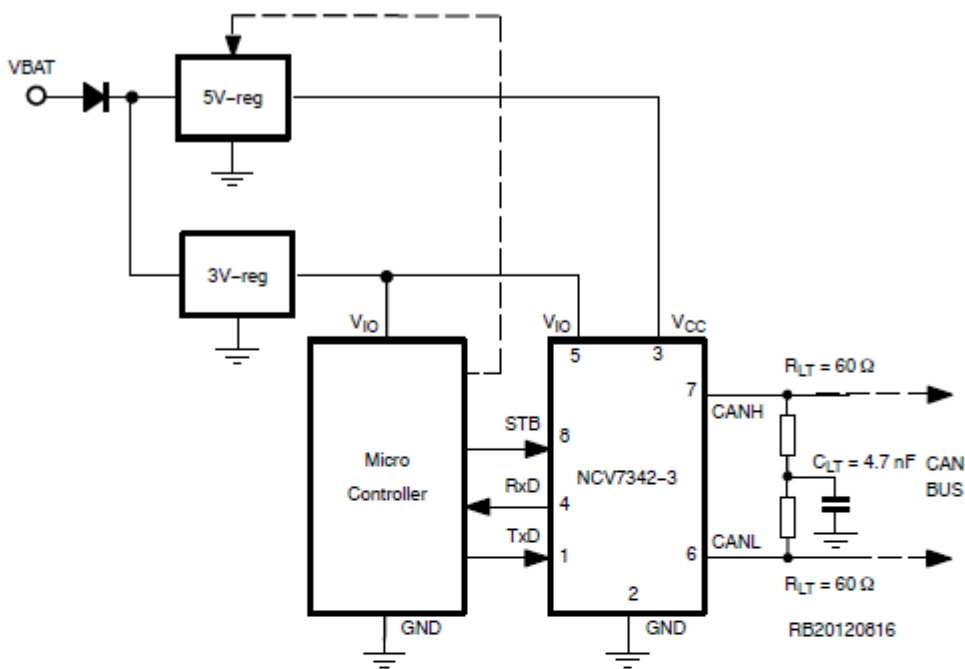 VBAT
5V-reg
3V-reg
VIO
VIO
VCC
5
3
RLT = 60 Ω
7
CANH
STB
8
Micro
Controller
NCV7342-3
CLT = 4.7 nF
CAN
BUS
RxD
4
TxD
1
CANL
6
2
RLT = 60 Ω
GND
GND
RB20120816